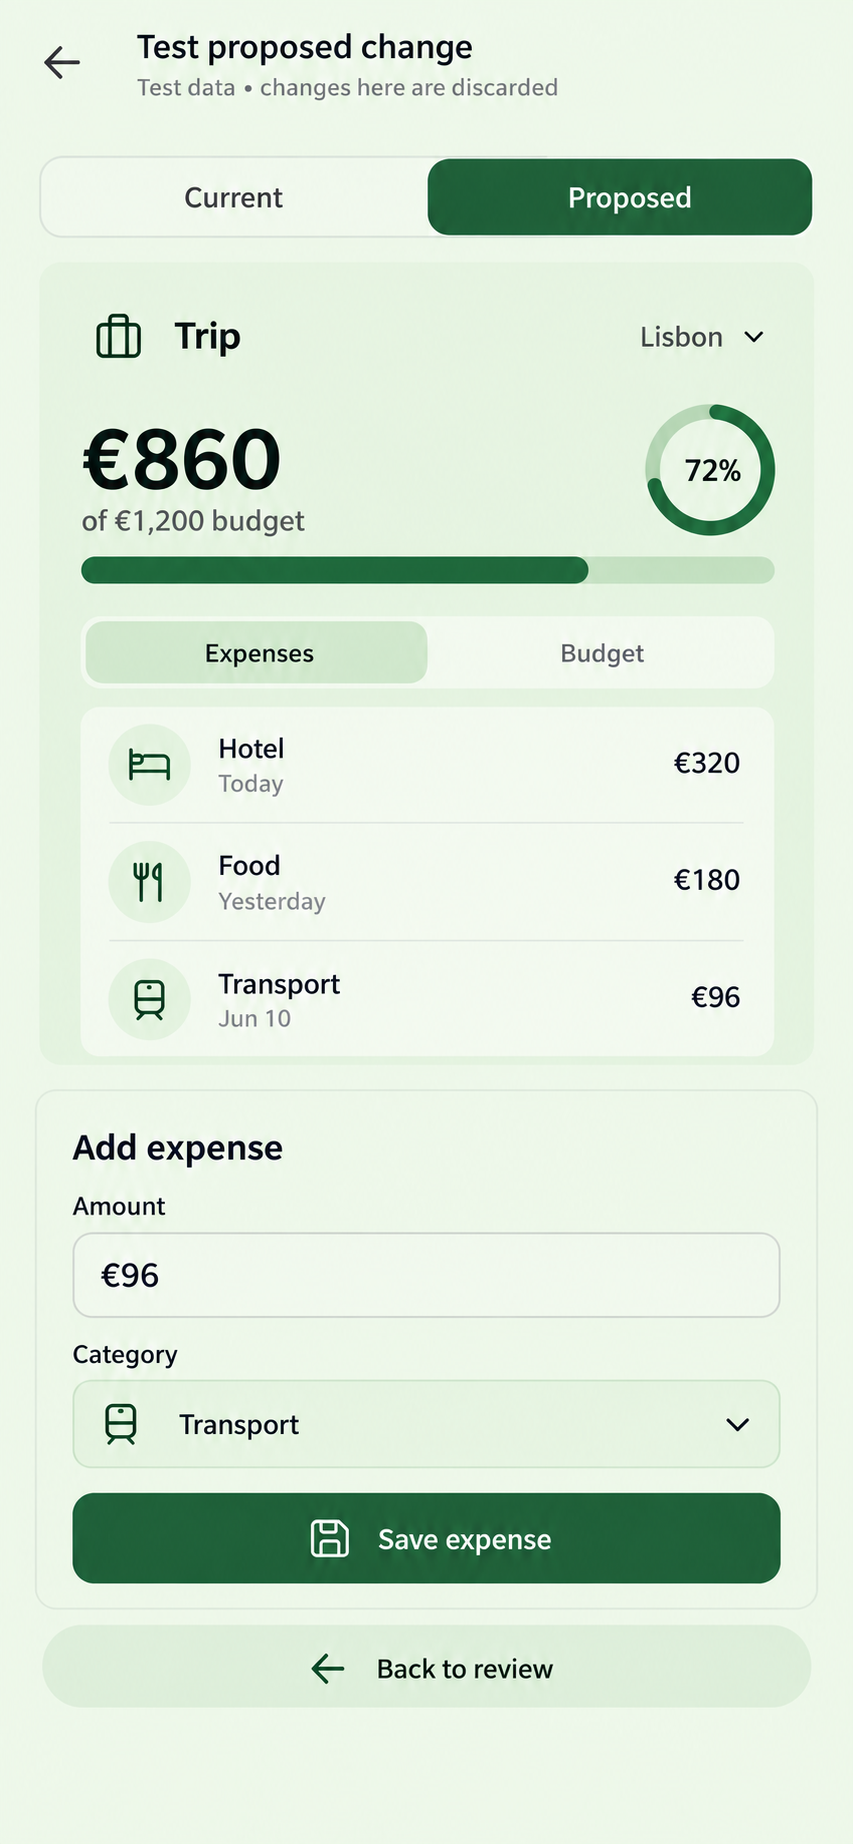 Test proposed change
Test data • changes here are discarded
Current
Proposed
Trip
Lisbon
€860
of €1,200 budget
72%
Expenses
Budget
Hotel
Today
€320
Food
Yesterday
€180
Transport
Jun 10
€96
Add expense
Amount
€96
Category
Transport
Save expense
Back to review